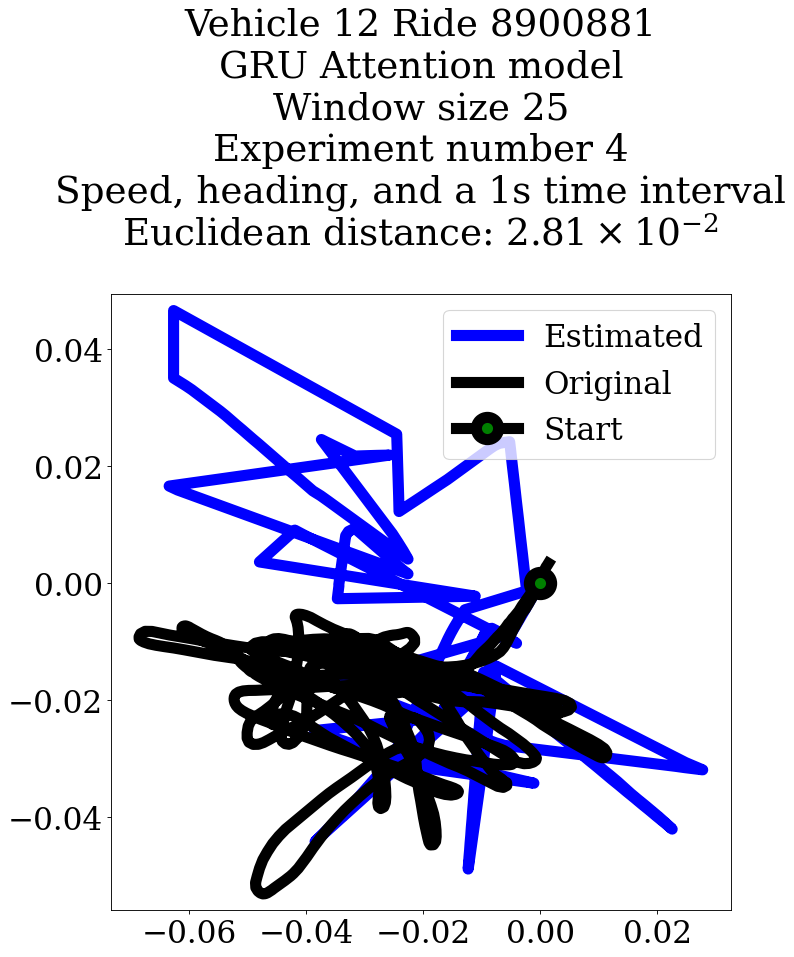 Vehicle 12 Ride 8900881
GRU Attention model
Window size 25
Experiment number 4
Speed, heading, and a 1s time interval
Euclidean distance: 2.81 × 10⁻²
Estimated
Original
Start
0.04
0.02
0.00
−0.02
−0.04
−0.06 −0.04 −0.02 0.00 0.02